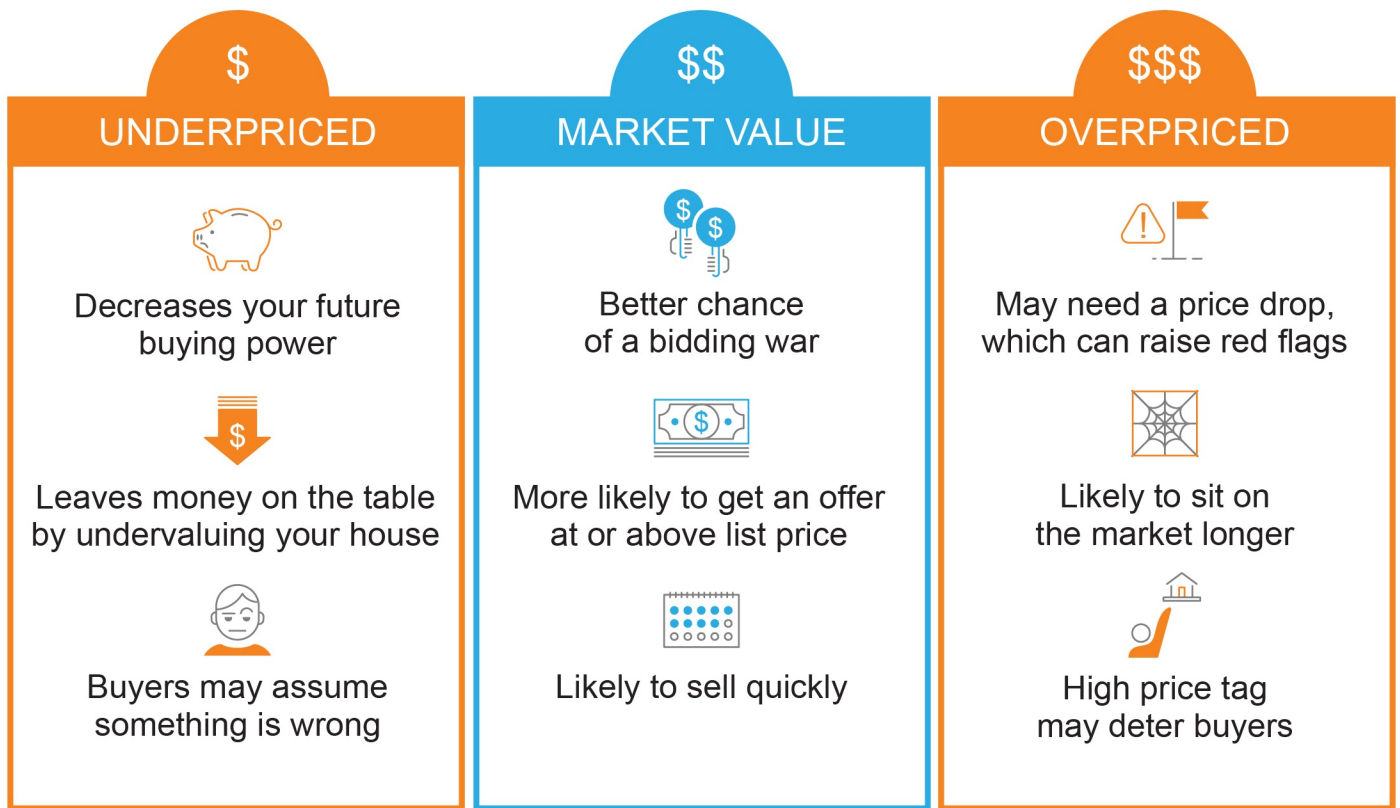 $
UNDERPRICED
Decreases your future
buying power
$
Leaves money on the table
by undervaluing your house
Buyers may assume
something is wrong
$$
MARKET VALUE
$
$
Better chance
of a bidding war
$
More likely to get an offer
at or above list price
Likely to sell quickly
$$$
OVERPRICED
!
May need a price drop,
which can raise red flags
Likely to sit on
the market longer
High price tag
may deter buyers